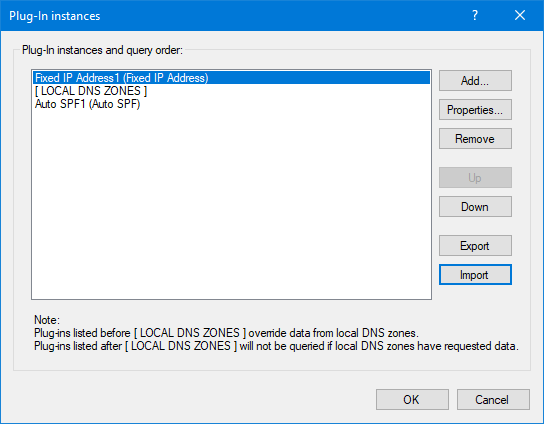 Plug-In instances
?
Plug-In instances and query order:
Fixed IP Address1 (Fixed IP Address)
[ LOCAL DNS ZONES ]
Auto SPF1 (Auto SPF)
Add...
Properties...
Remove
Up
Down
Export
Import
Note:
Plug-ins listed before [ LOCAL DNS ZONES ] override data from local DNS zones.
Plug-ins listed after [ LOCAL DNS ZONES ] will not be queried if local DNS zones have requested data.
OK
Cancel